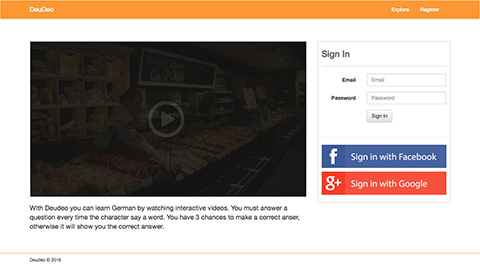 DeuDeo
Explore
Register
Sign In
Email
Email
Password
Password
Sign In
Sign in with Facebook
Sign in with Google
With Deudeo you can learn German by watching interactive videos. You must answer a
question every time the character say a word. You have 3 chances to make a correct anser,
otherwise it will show you the correct answer.
Deudeo © 2016